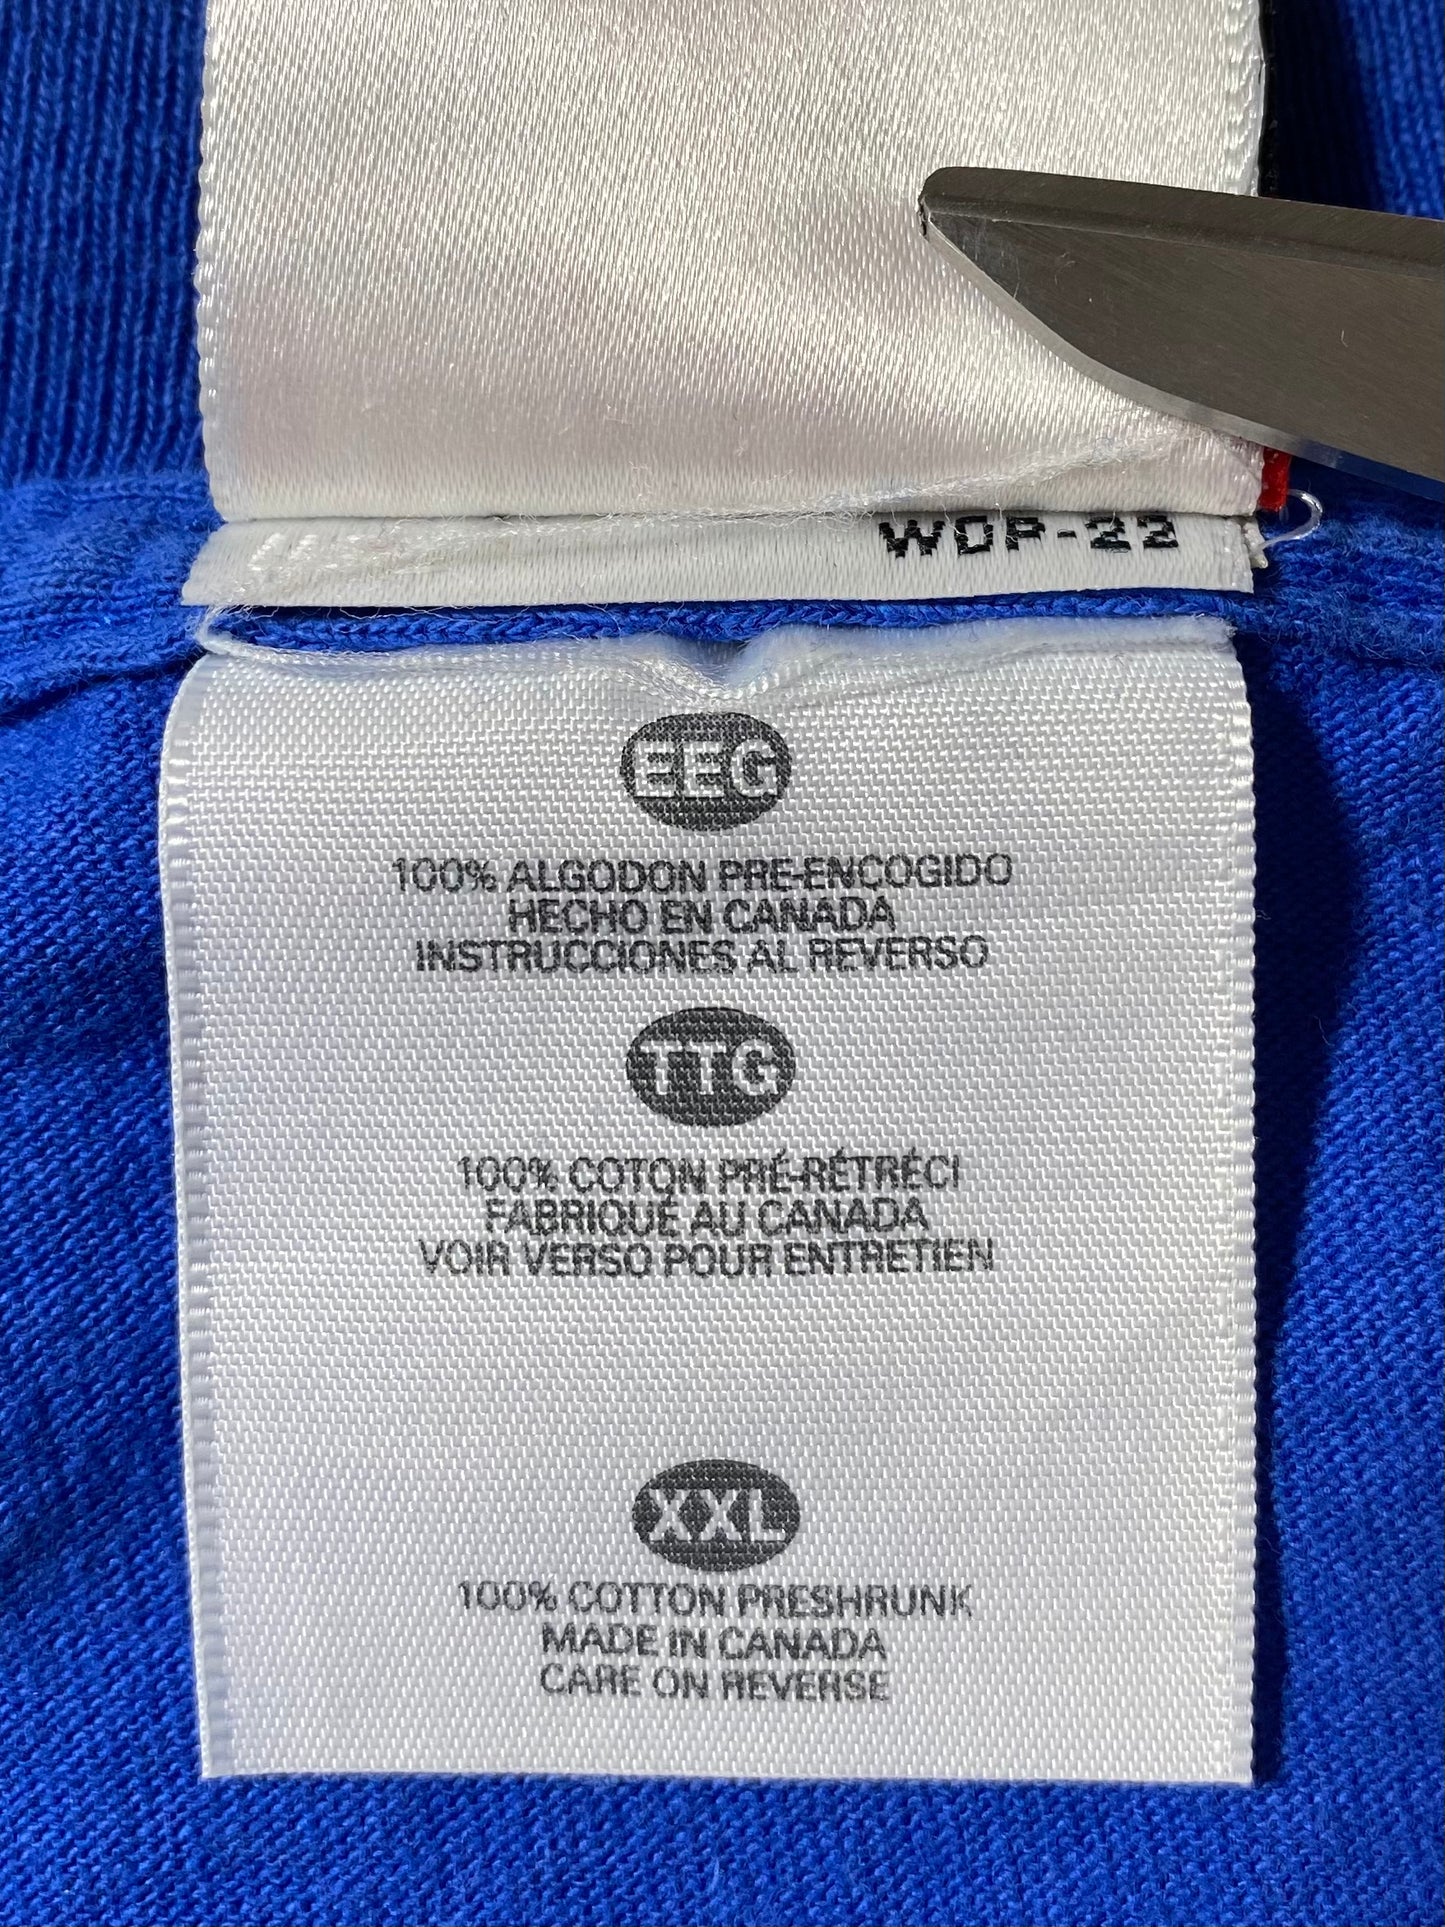 WOP-22
EEG
100% ALGODON PRE-ENCOGIDO
HECHO EN CANADA
INSTRUCCIONES AL REVERSO
TTG
100% COTON PRÉ-RÉTRÉCI
FABRIQUÉ AU CANADA
VOIR VERSO POUR ENTRETIEN
XXL
100% COTTON PRESHRUNK
MADE IN CANADA
CARE ON REVERSE